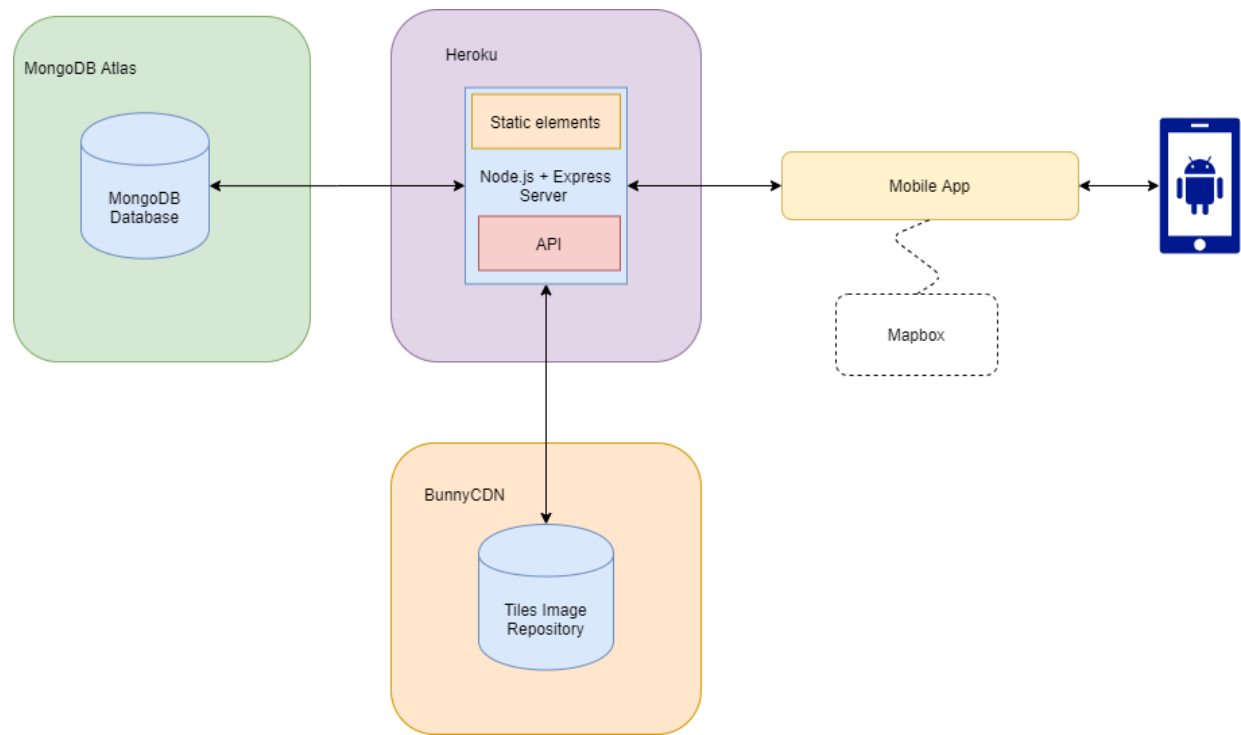 MongoDB Atlas
Heroku
Static elements
Node.js + Express
Server
API
MongoDB
Database
Mobile App
Mapbox
BunnyCDN
Tiles Image
Repository